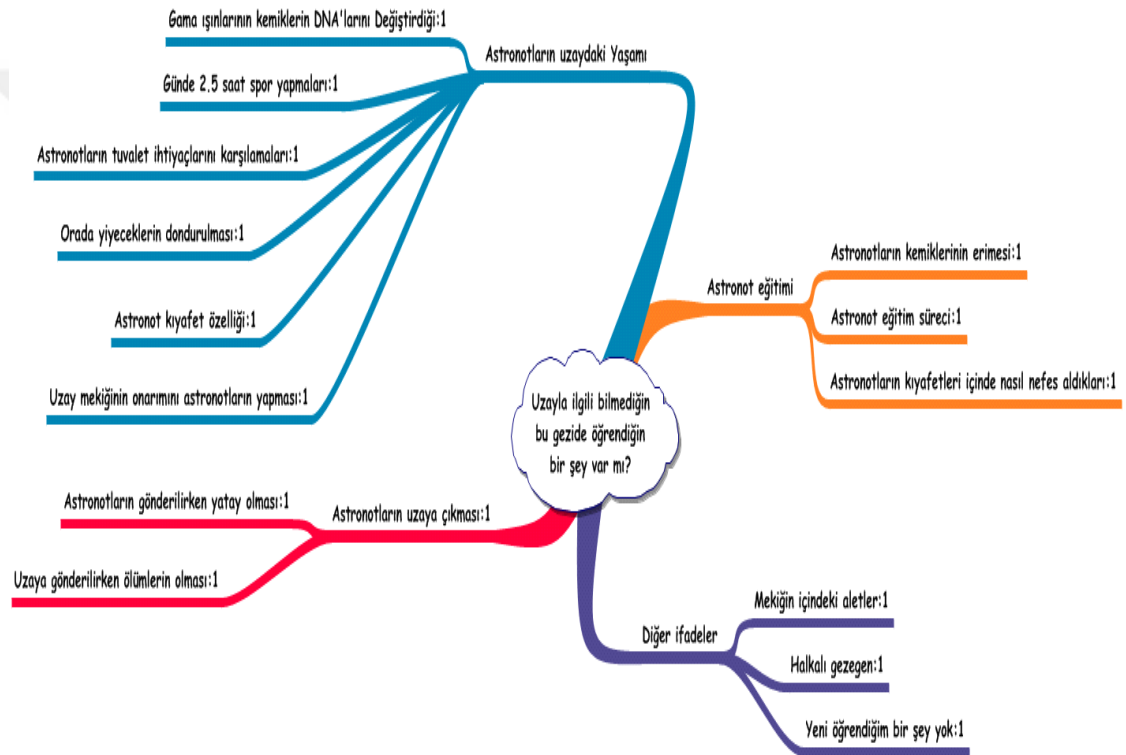 Uzayla ilgili bilmediğin
bu gezide öğrendiğin
bir şey var mı?
Astronotların uzaydaki Yaşamı
Gama ışınlarının kemiklerin DNA'larını Değiştirdiği:1
Günde 2.5 saat spor yapmaları:1
Astronotların tuvalet ihtiyaçlarını karşılamaları:1
Orada yiyeceklerin dondurulması:1
Astronot kıyafet özelliği:1
Uzay mekiğinin onarımını astronotların yapması:1
Astronot eğitimi
Astronotların kemiklerinin erimesi:1
Astronot eğitim süreci:1
Astronotların kıyafetleri içinde nasıl nefes aldıkları:1
Astronotların uzaya çıkması:1
Astronotların gönderilirken yatay olması:1
Uzaya gönderilirken ölümlerin olması:1
Diğer ifadeler
Mekiğin içindeki aletler:1
Halkalı gezegen:1
Yeni öğrendiğim bir şey yok:1